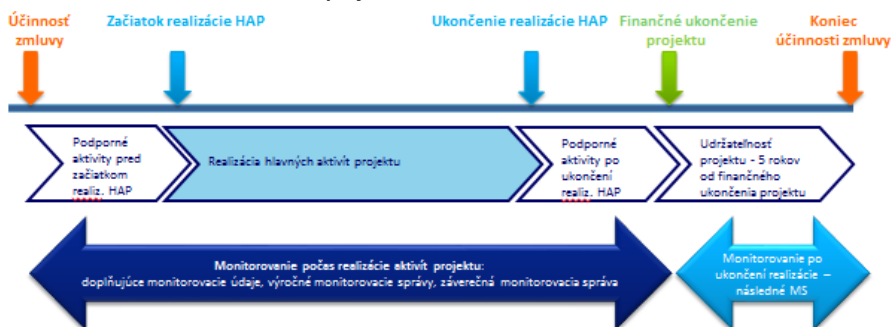 Účinnosť
zmluvy
Začiatok realizácie HAP
Ukončenie realizácie HAP
Finančné ukončenie
projektu
Koniec
účinnosti zmluvy
Podporné
aktivity pred
začiatkom
realiz. HAP
Realizácia hlavných aktivít projektu
Podporné
aktivity po
ukončení
realiz. HAP
Udržateľnosť
projektu - 5 rokov
od finančného
ukončenia projektu
Monitorovanie počas realizácie aktivít projektu:
doplňujúce monitorovacie údaje, výročné monitorovacie správy, záverečná monitorovacia správa
Monitorovanie po
ukončení realizácie –
následné MS